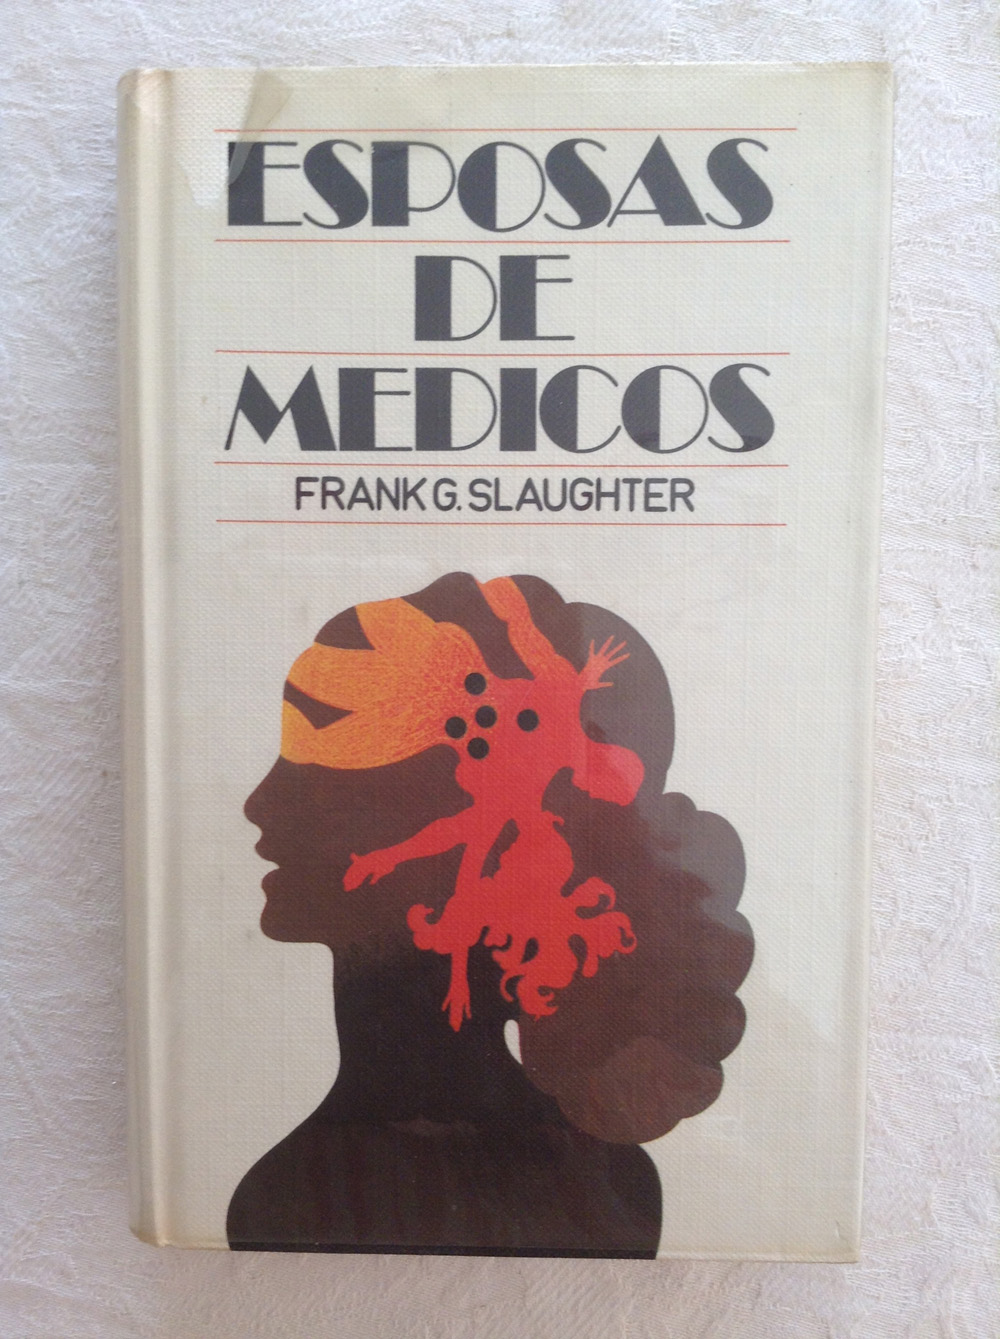 ESPOSAS
DE
MEDICOS
FRANK G. SLAUGHTER